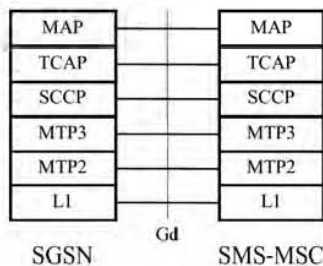 MAP MAP
TCAP TCAP
SCCP SCCP
MTP3 MTP3
MTP2 MTP2
L1 L1
Gd
SGSN SMS-MSC